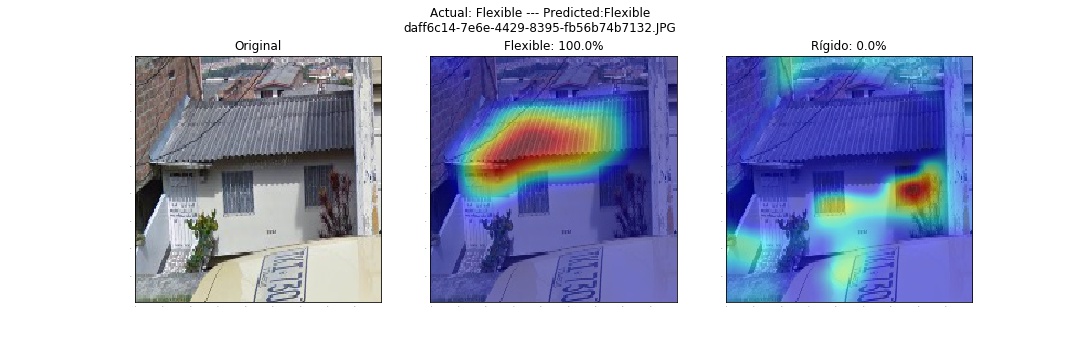 Actual: Flexible --- Predicted:Flexible
daff6c14-7e6e-4429-8395-fb56b74b7132.JPG
Original
Flexible: 100.0%
Rígido: 0.0%